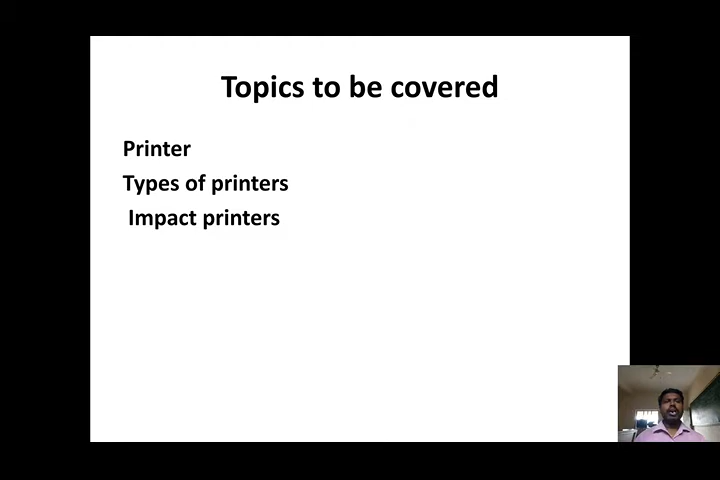 Topics to be covered
Printer
Types of printers
Impact printers